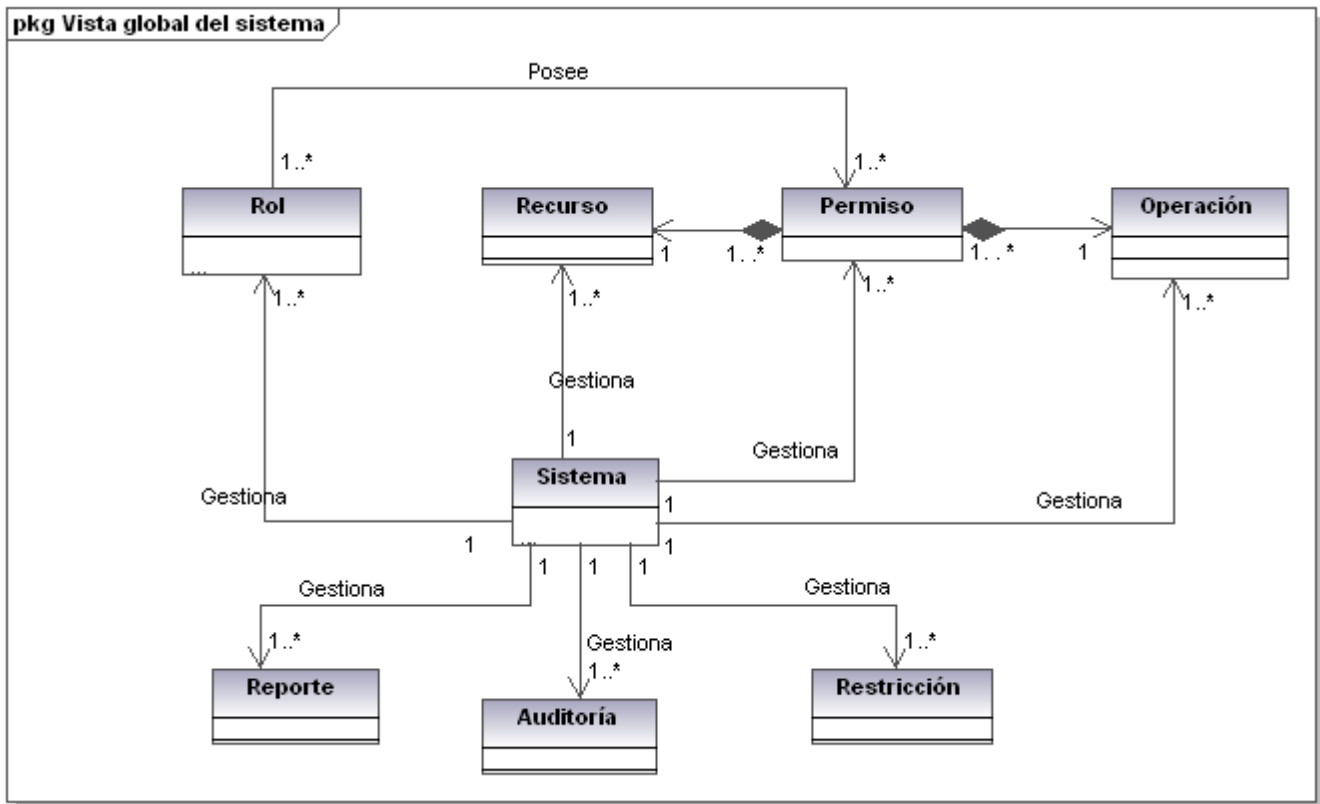 pkg Vista global del sistema
Posee
1..*
1..*
Rol
...
Recurso
Permiso
Operación
1
1..*
1...*
1
1..*
1..*
1..*
1..*
Gestiona
1
Gestiona
Sistema
...
Gestiona
1
Gestiona
1
1
1
1
1
Gestiona
Gestiona
Gestiona
1..*
1..*
1..*
Reporte
Auditoría
Restricción